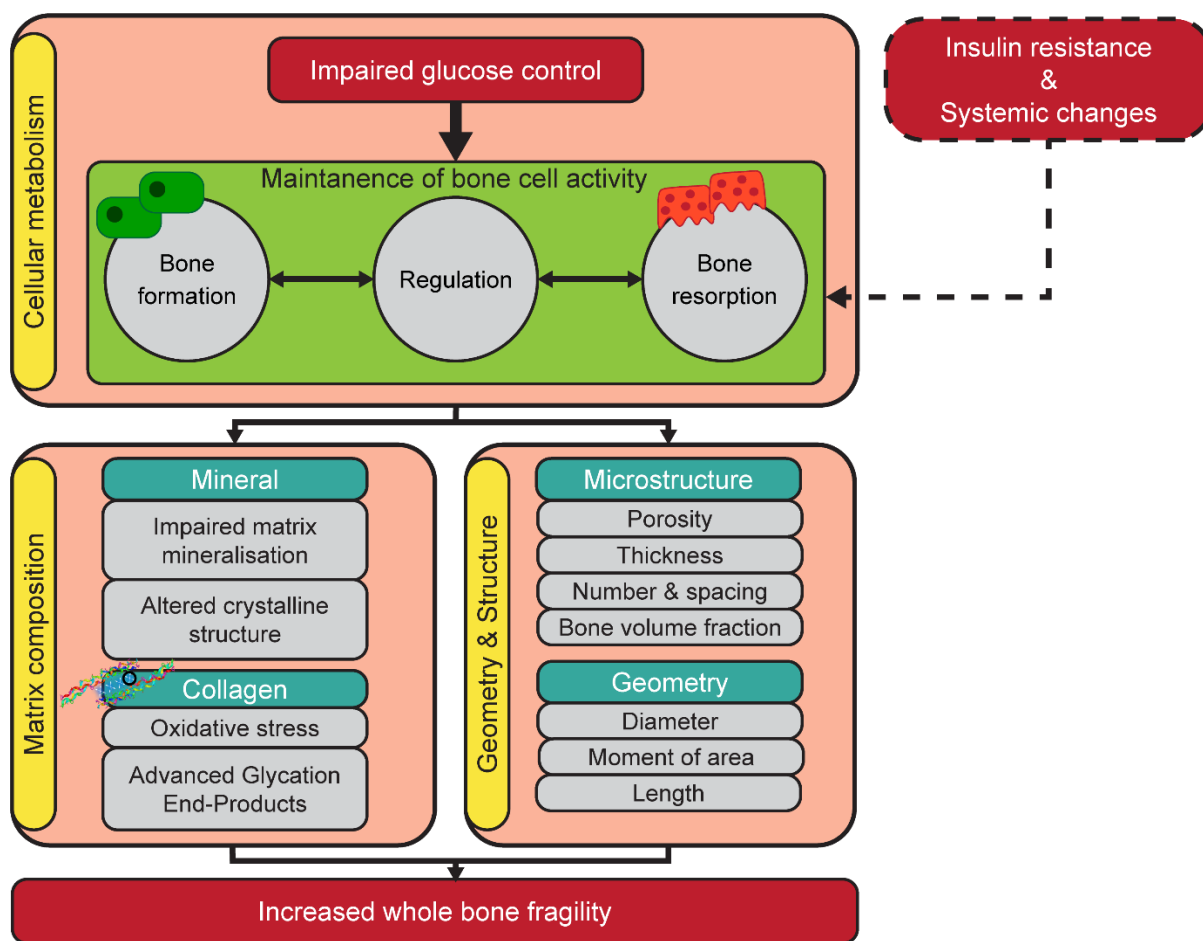 Cellular metabolism
Impaired glucose control
Insulin resistance
&
Systemic changes
Maintanence of bone cell activity
Bone
formation
Regulation
Bone
resorption
Matrix composition
Mineral
Impaired matrix
mineralisation
Altered crystalline
structure
Collagen
Oxidative stress
Advanced Glycation
End-Products
Geometry & Structure
Microstructure
Porosity
Thickness
Number & spacing
Bone volume fraction
Geometry
Diameter
Moment of area
Length
Increased whole bone fragility